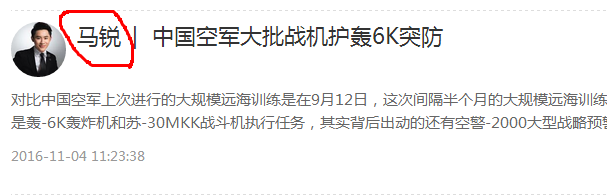 马锐 | 中国空军大批战机护轰6K突防
对比中国空军上次进行的大规模远海训练是在9月12日，这次间隔半个月的大规模远海训练
是轰-6K轰炸机和苏-30MKK战斗机执行任务，其实背后出动的还有空警-2000大型战略预
2016-11-04 11:23:38